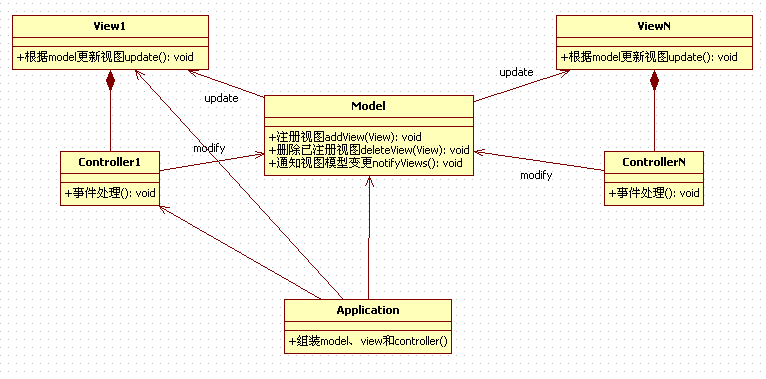 View1
+根据model更新视图update(): void
ViewN
+根据model更新视图update(): void
update
update
Model
+注册视图addView(View): void
+删除已注册视图deleteView(View): void
+通知视图模型变更notifyViews(): void
modify
modify
Controller1
+事件处理(): void
ControllerN
+事件处理(): void
Application
+组装model、view和controller()